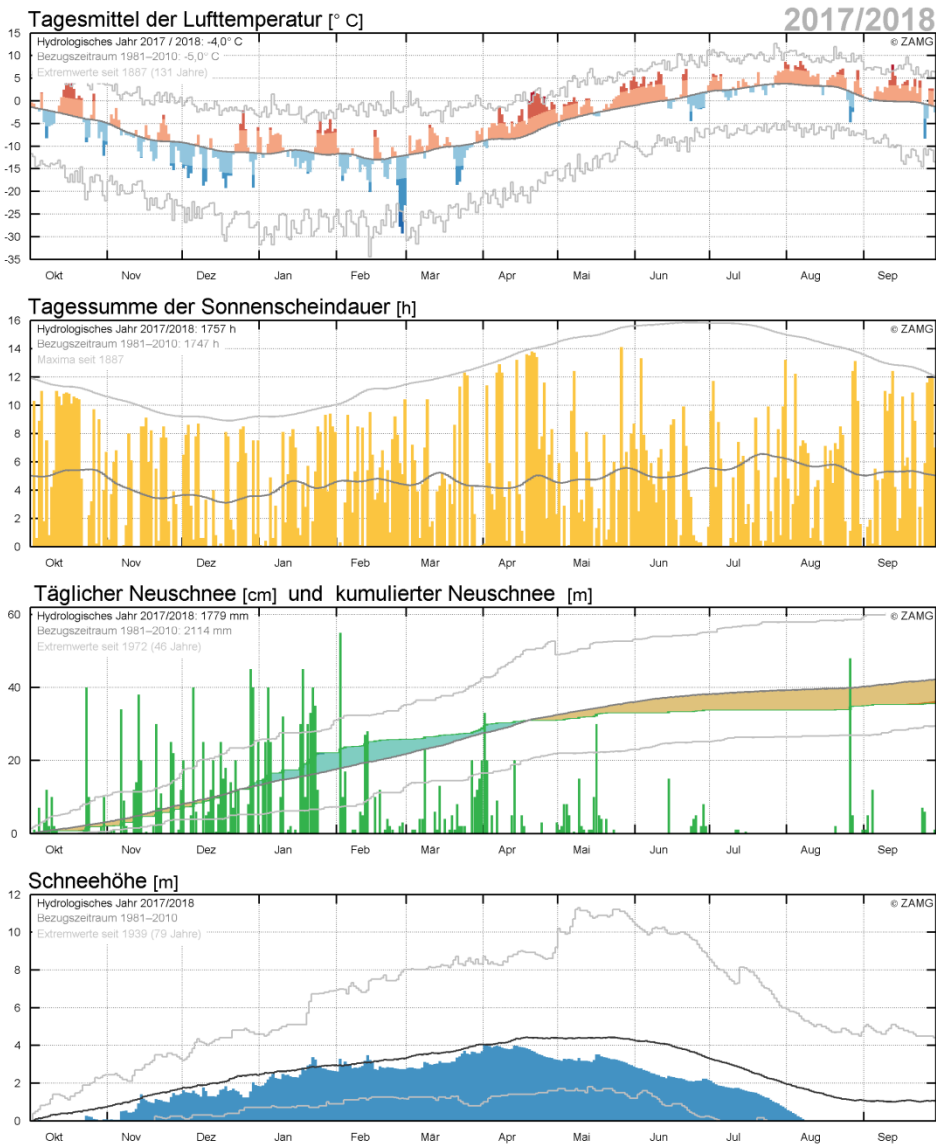 Tagesmittel der Lufttemperatur [° C]
2017/2018
15
10
5
0
-5
-10
-15
-20
-25
-30
-35
Hydrologisches Jahr 2017 / 2018: -4,0° C
Bezugszeitraum 1981–2010: -5,0° C
Extremwerte seit 1887 (131 Jahre)
© ZAMG
Okt Nov Dez Jan Feb Mär Apr Mai Jun Jul Aug Sep
Tagessumme der Sonnenscheindauer [h]
16
14
12
10
8
6
4
2
0
Hydrologisches Jahr 2017/2018: 1757 h
Bezugszeitraum 1981–2010: 1747 h
Maxima seit 1887
© ZAMG
Okt Nov Dez Jan Feb Mär Apr Mai Jun Jul Aug Sep
Täglicher Neuschnee [cm] und kumulierter Neuschnee [m]
60
40
20
0
Hydrologisches Jahr 2017/2018: 1779 mm
Bezugszeitraum 1981–2010: 2114 mm
Extremwerte seit 1972 (46 Jahre)
© ZAMG
Okt Nov Dez Jan Feb Mär Apr Mai Jun Jul Aug Sep
Schneehöhe [m]
12
10
8
6
4
2
0
Hydrologisches Jahr 2017/2018
Bezugszeitraum 1981–2010
Extremwerte seit 1939 (79 Jahre)
© ZAMG
Okt Nov Dez Jan Feb Mär Apr Mai Jun Jul Aug Sep